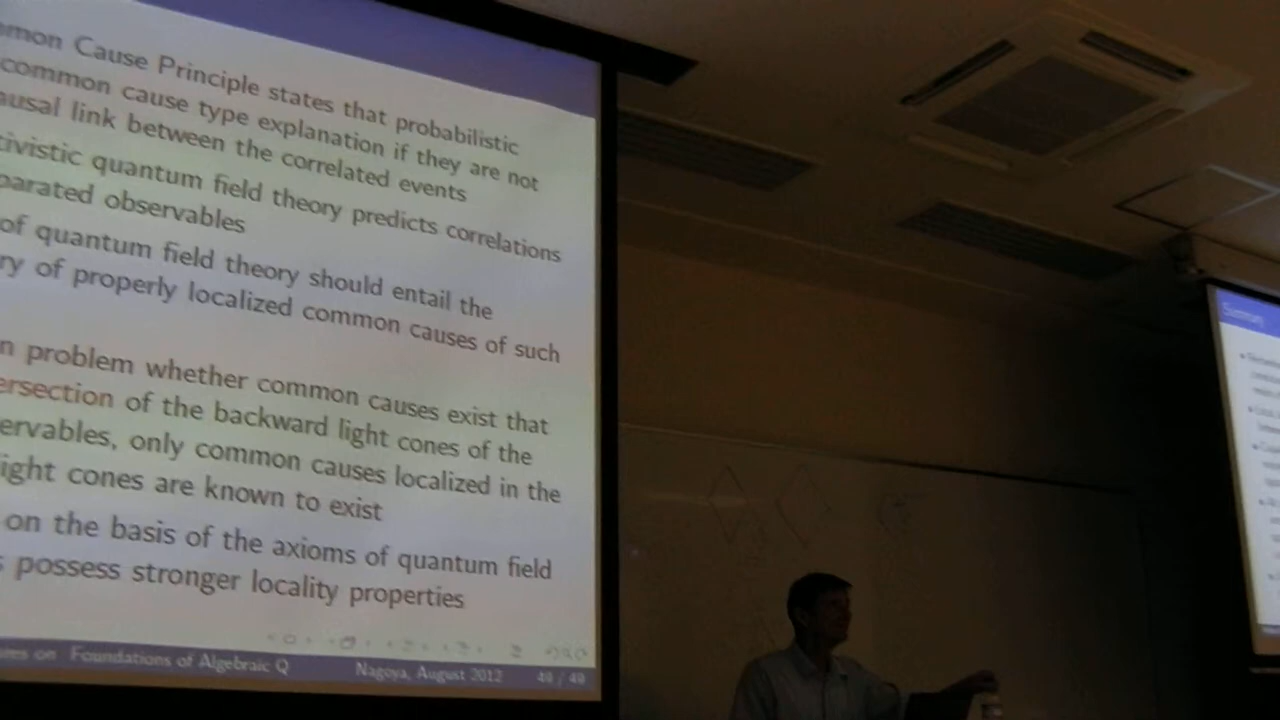 mon Cause Principle states that probabilistic
common cause type explanation if they are not
ausal link between the correlated events
tivistic quantum field theory predicts correlations
parated observables
of quantum field theory should entail the
ry of properly localized common causes of such
n problem whether common causes exist that
ersection of the backward light cones of the
ervables, only common causes localized in the
ight cones are known to exist
on the basis of the axioms of quantum field
s possess stronger locality properties
on Foundations of Algebraic Q Nagoya, August 2012 49 / 49